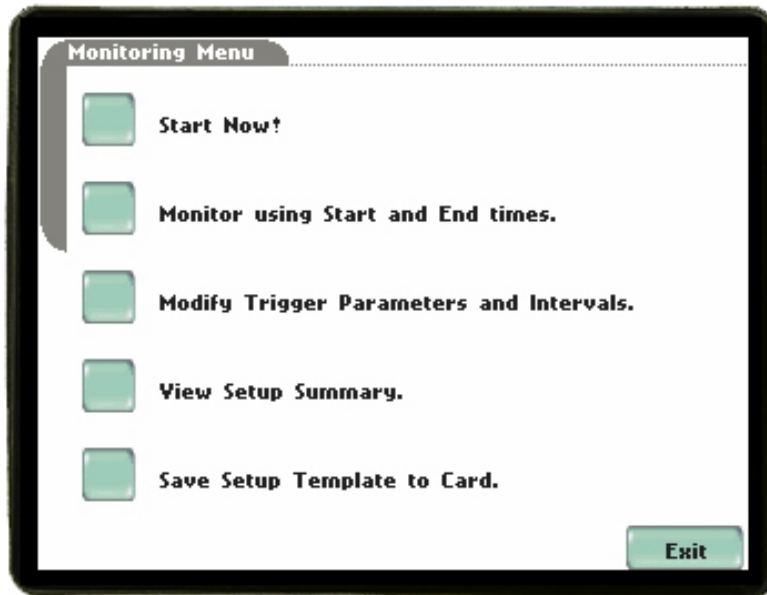 Monitoring Menu
Start Now!
Monitor using Start and End times.
Modify Trigger Parameters and Intervals.
View Setup Summary.
Save Setup Template to Card.
Exit